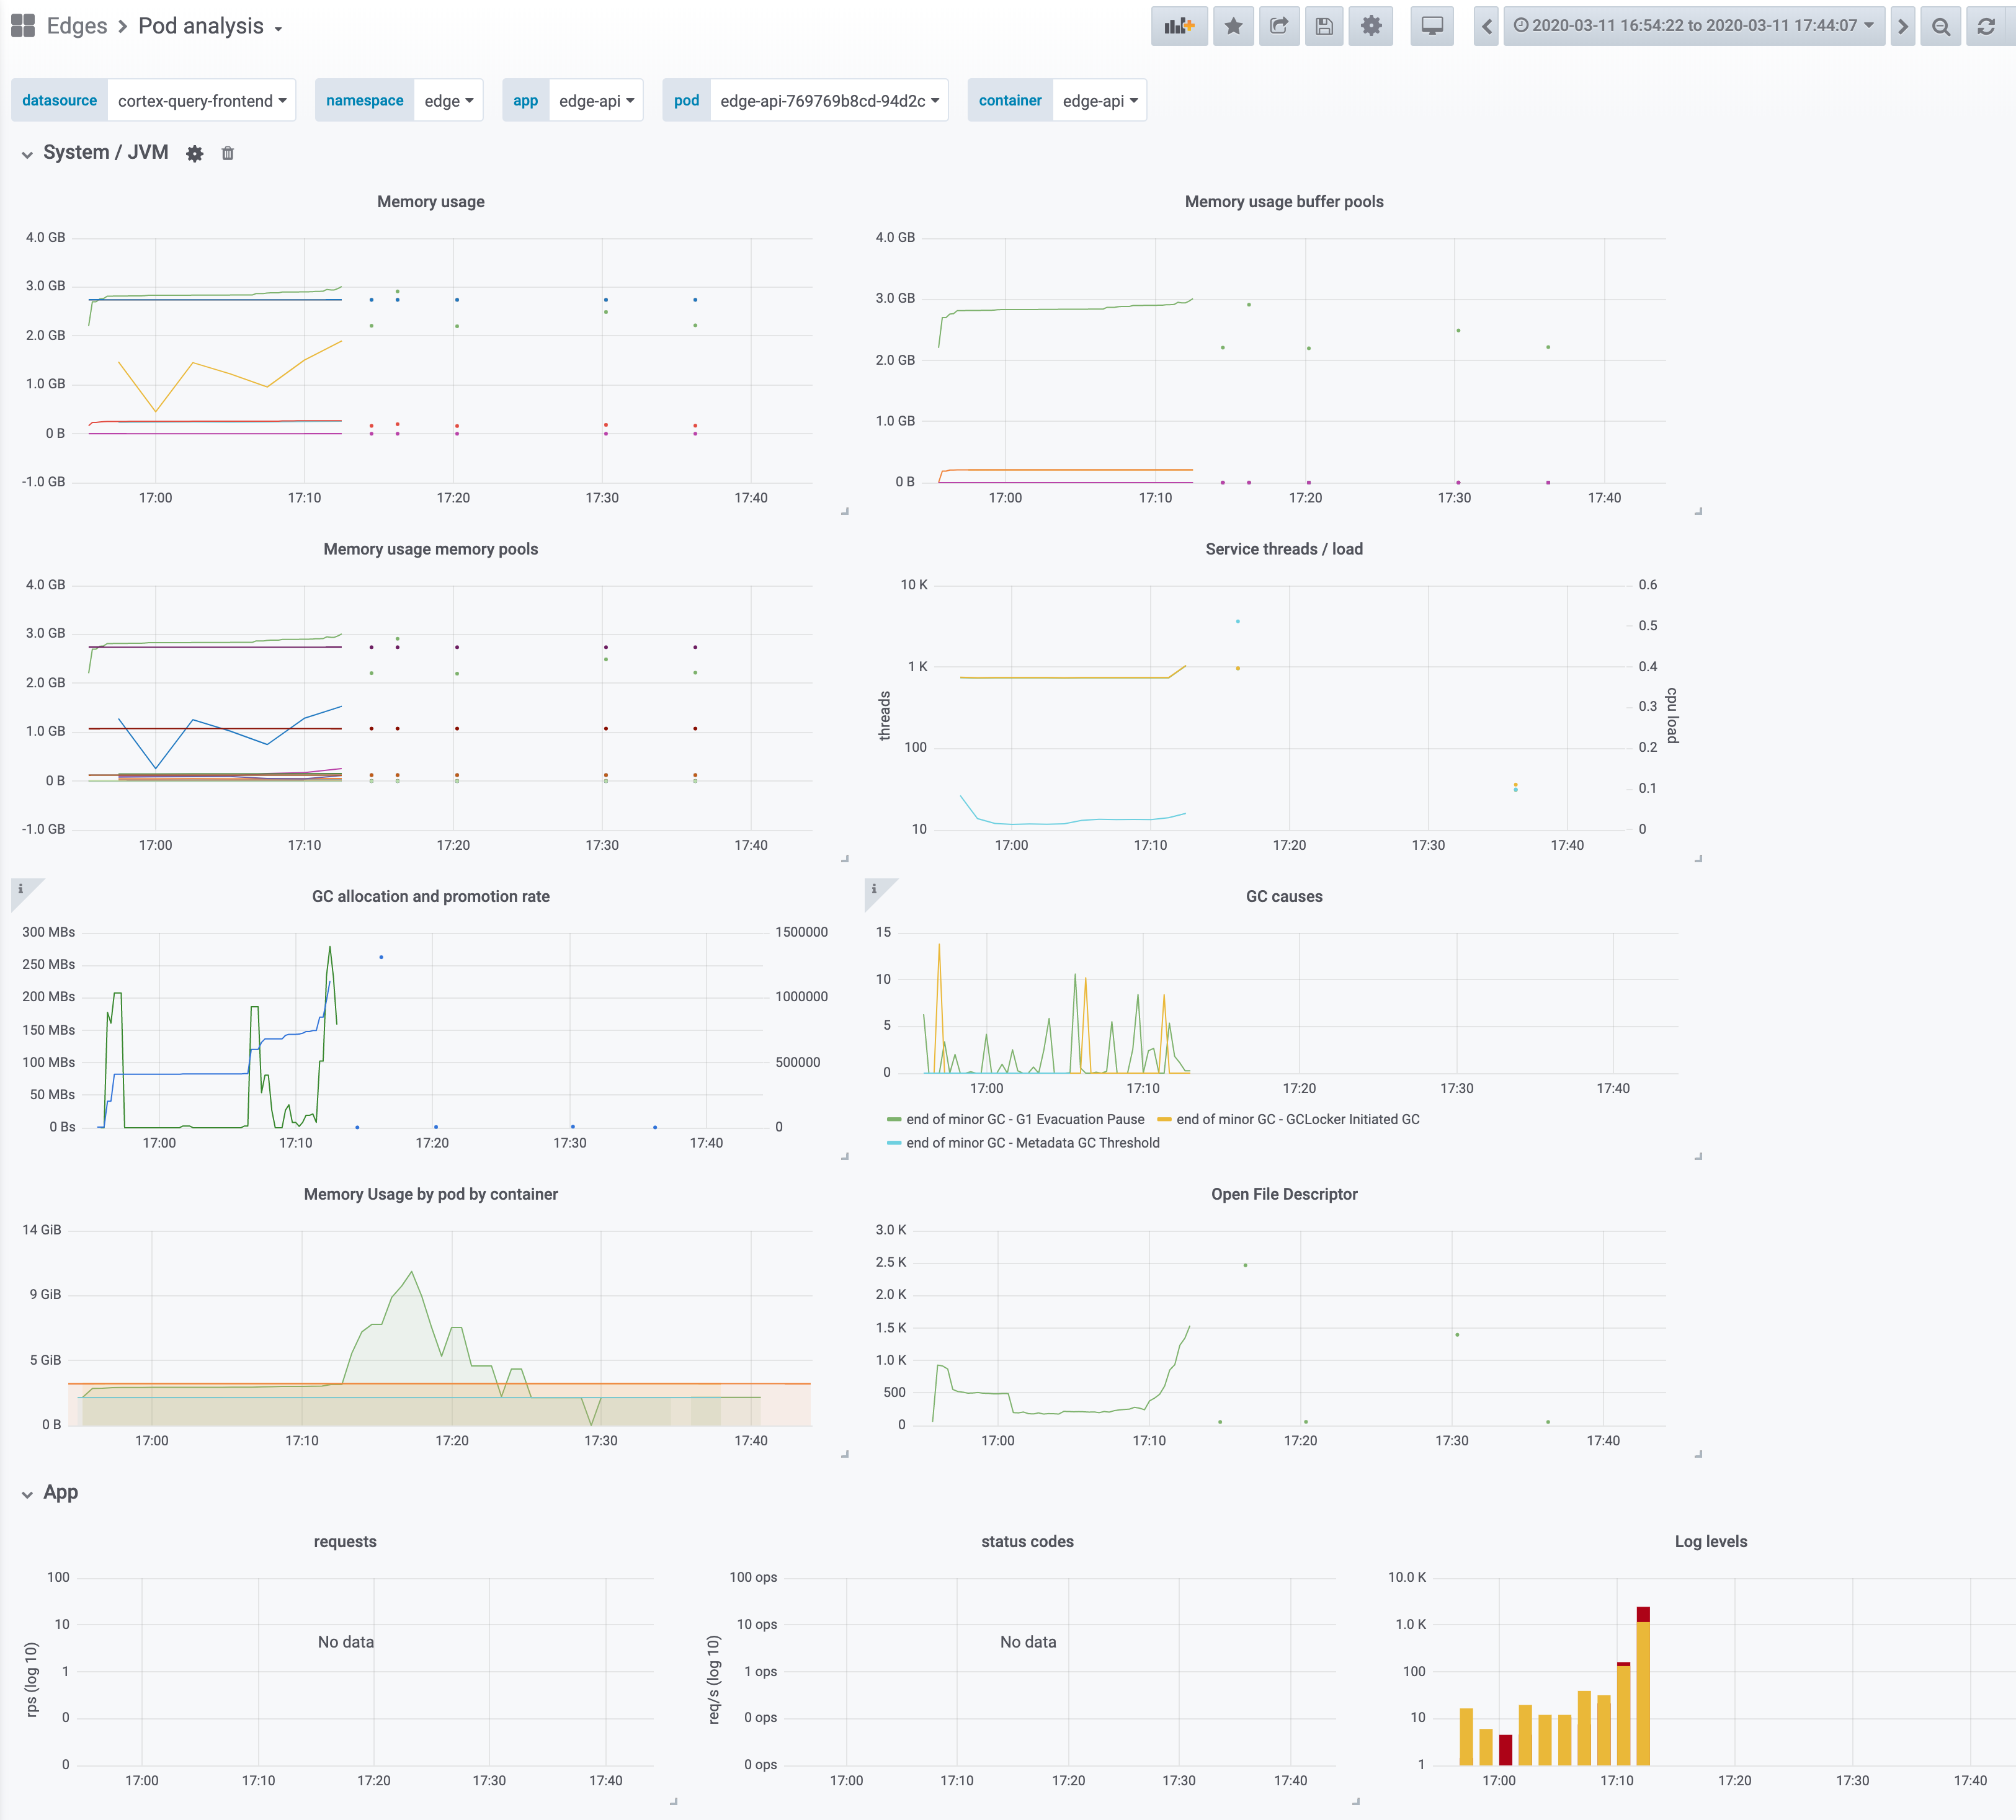 Edges > Pod analysis
2020-03-11 16:54:22 to 2020-03-11 17:44:07
datasource cortex-query-frontend namespace edge app edge-api pod edge-api-769769b8cd-94d2c container edge-api
System / JVM
Memory usage
4.0 GB
3.0 GB
2.0 GB
1.0 GB
0 B
-1.0 GB
17:00 17:10 17:20 17:30 17:40
Memory usage buffer pools
4.0 GB
3.0 GB
2.0 GB
1.0 GB
0 B
17:00 17:10 17:20 17:30 17:40
Memory usage memory pools
4.0 GB
3.0 GB
2.0 GB
1.0 GB
0 B
-1.0 GB
17:00 17:10 17:20 17:30 17:40
Service threads / load
threads
10 K
1 K
100
10
0.6
0.5
0.4
0.3
0.2
0.1
0
cpu load
17:00 17:10 17:20 17:30 17:40
i
GC allocation and promotion rate
300 MBs
250 MBs
200 MBs
150 MBs
100 MBs
50 MBs
0 Bs
1500000
1000000
500000
0
17:00 17:10 17:20 17:30 17:40
i
GC causes
15
10
5
0
17:00 17:10 17:20 17:30 17:40
end of minor GC - G1 Evacuation Pause end of minor GC - GCLocker Initiated GC
end of minor GC - Metadata GC Threshold
Memory Usage by pod by container
14 GiB
9 GiB
5 GiB
0 B
17:00 17:10 17:20 17:30 17:40
Open File Descriptor
3.0 K
2.5 K
2.0 K
1.5 K
1.0 K
500
0
17:00 17:10 17:20 17:30 17:40
App
requests
rps (log 10)
100
10
1
0
0
No data
17:00 17:10 17:20 17:30 17:40
status codes
req/s (log 10)
100 ops
10 ops
1 ops
0 ops
0 ops
No data
17:00 17:10 17:20 17:30 17:40
Log levels
10.0 K
1.0 K
100
10
1
17:00 17:10 17:20 17:30 17:40